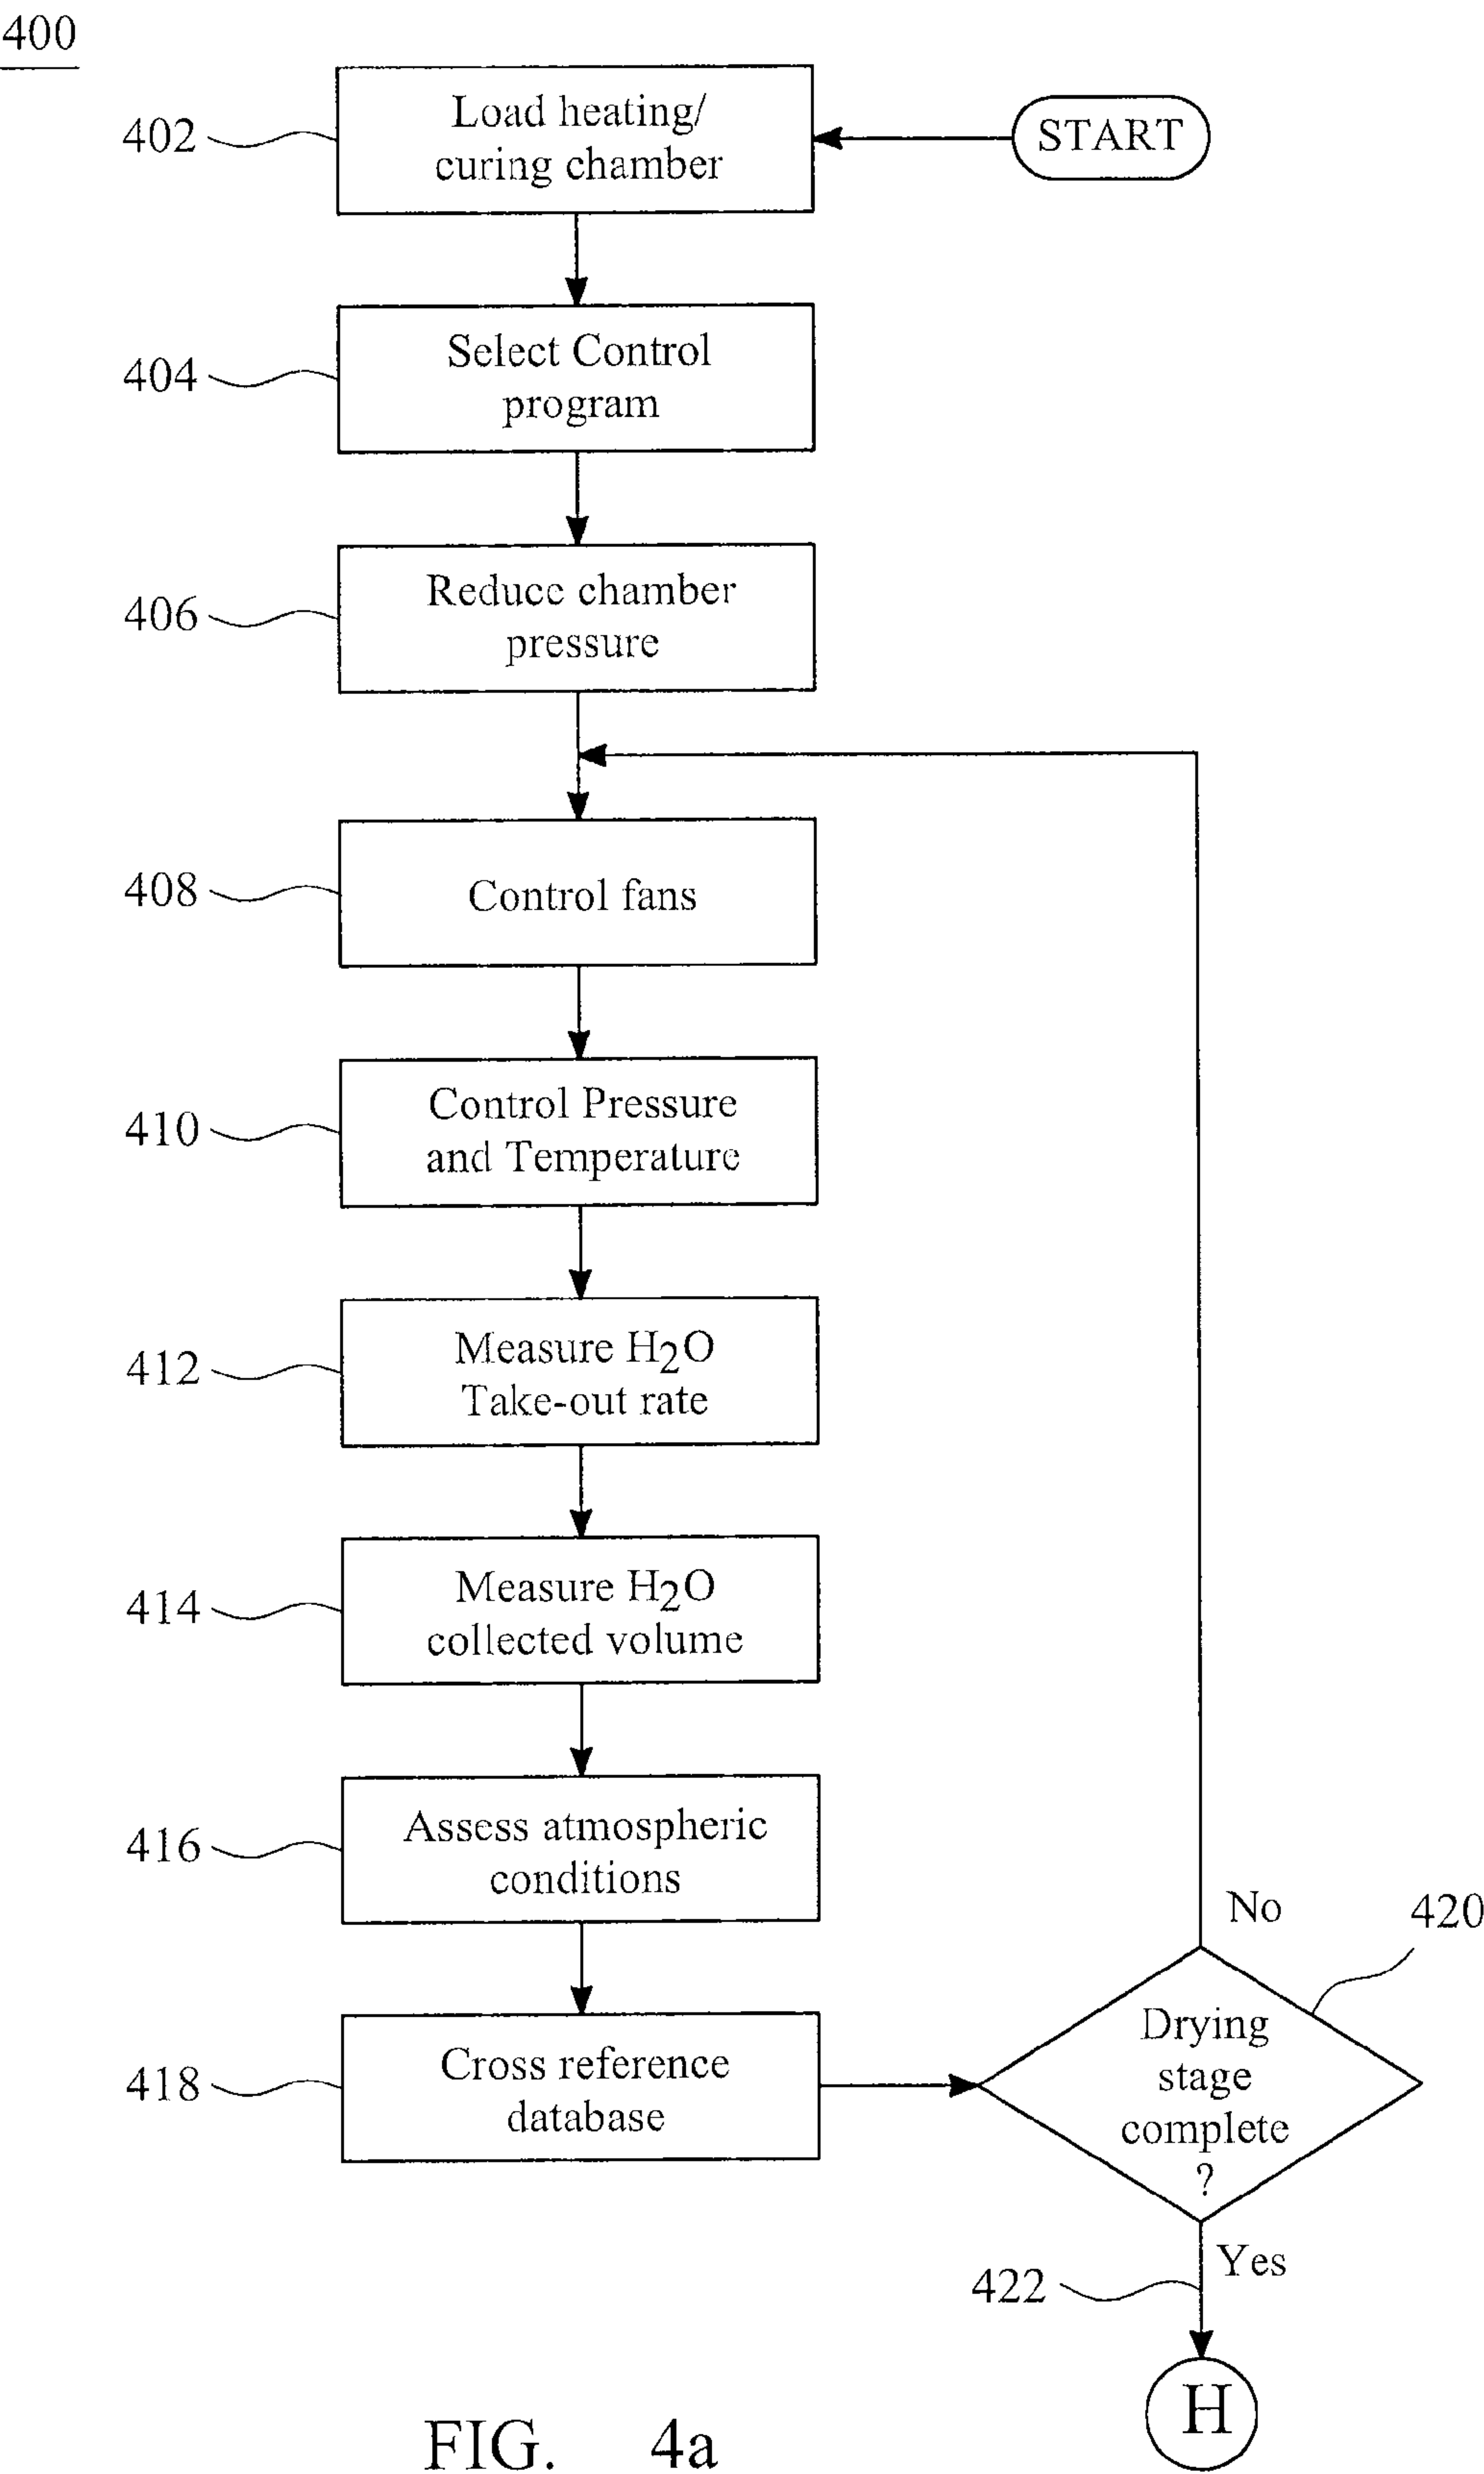 400
402
Load heating/
curing chamber
START
404
Select Control
program
406
Reduce chamber
pressure
408
Control fans
410
Control Pressure
and Temperature
412
Measure H2O
Take-out rate
414
Measure H2O
collected volume
416
Assess atmospheric
conditions
418
Cross reference
database
No
420
Drying
stage
complete
?
422
Yes
H
FIG. 4a